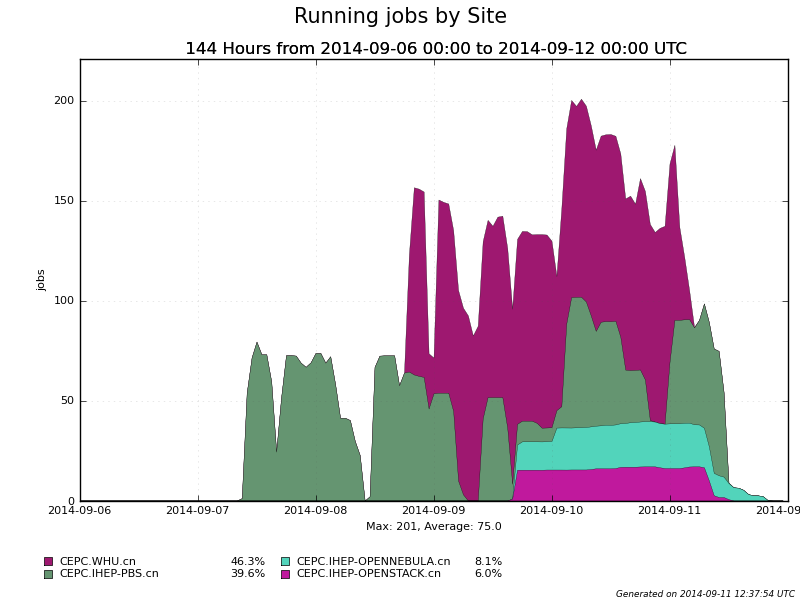 Running jobs by Site
144 Hours from 2014-09-06 00:00 to 2014-09-12 00:00 UTC
200
150
100
50
0
jobs
2014-09-06 2014-09-07 2014-09-08 2014-09-09 2014-09-10 2014-09-11 2014-09
Max: 201, Average: 75.0
CEPC.WHU.cn 46.3% CEPC.IHEP-OPENNEBULA.cn 8.1%
CEPC.IHEP-PBS.cn 39.6% CEPC.IHEP-OPENSTACK.cn 6.0%
Generated on 2014-09-11 12:37:54 UTC